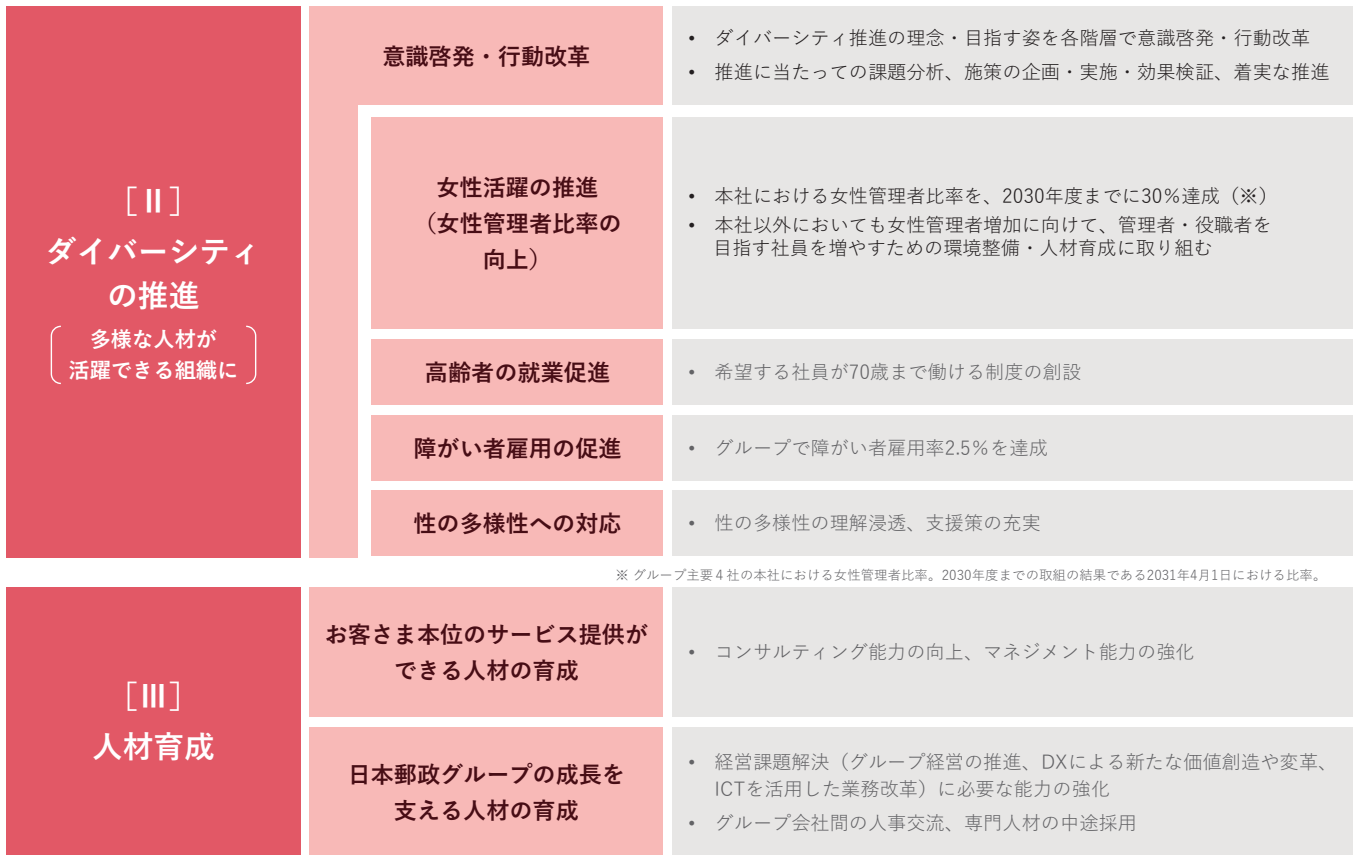 [Ⅱ]
ダイバーシティ
の推進
多様な人材が
活躍できる組織に
意識啓発・行動改革
• ダイバーシティ推進の理念・目指す姿を各階層で意識啓発・行動改革
• 推進に当たっての課題分析、施策の企画・実施・効果検証、着実な推進
女性活躍の推進
（女性管理者比率の
向上）
• 本社における女性管理者比率を、2030年度までに30％達成（※）
• 本社以外においても女性管理者増加に向けて、管理者・役職者を
目指す社員を増やすための環境整備・人材育成に取り組む
高齢者の就業促進
• 希望する社員が70歳まで働ける制度の創設
障がい者雇用の促進
• グループで障がい者雇用率2.5％を達成
性の多様性への対応
• 性の多様性の理解浸透、支援策の充実
※ グループ主要４社の本社における女性管理者比率。2030年度までの取組の結果である2031年4月1日における比率。
[Ⅲ]
人材育成
お客さま本位のサービス提供が
できる人材の育成
• コンサルティング能力の向上、マネジメント能力の強化
日本郵政グループの成長を
支える人材の育成
• 経営課題解決（グループ経営の推進、DXによる新たな価値創造や変革、
ICTを活用した業務改革）に必要な能力の強化
• グループ会社間の人事交流、専門人材の中途採用